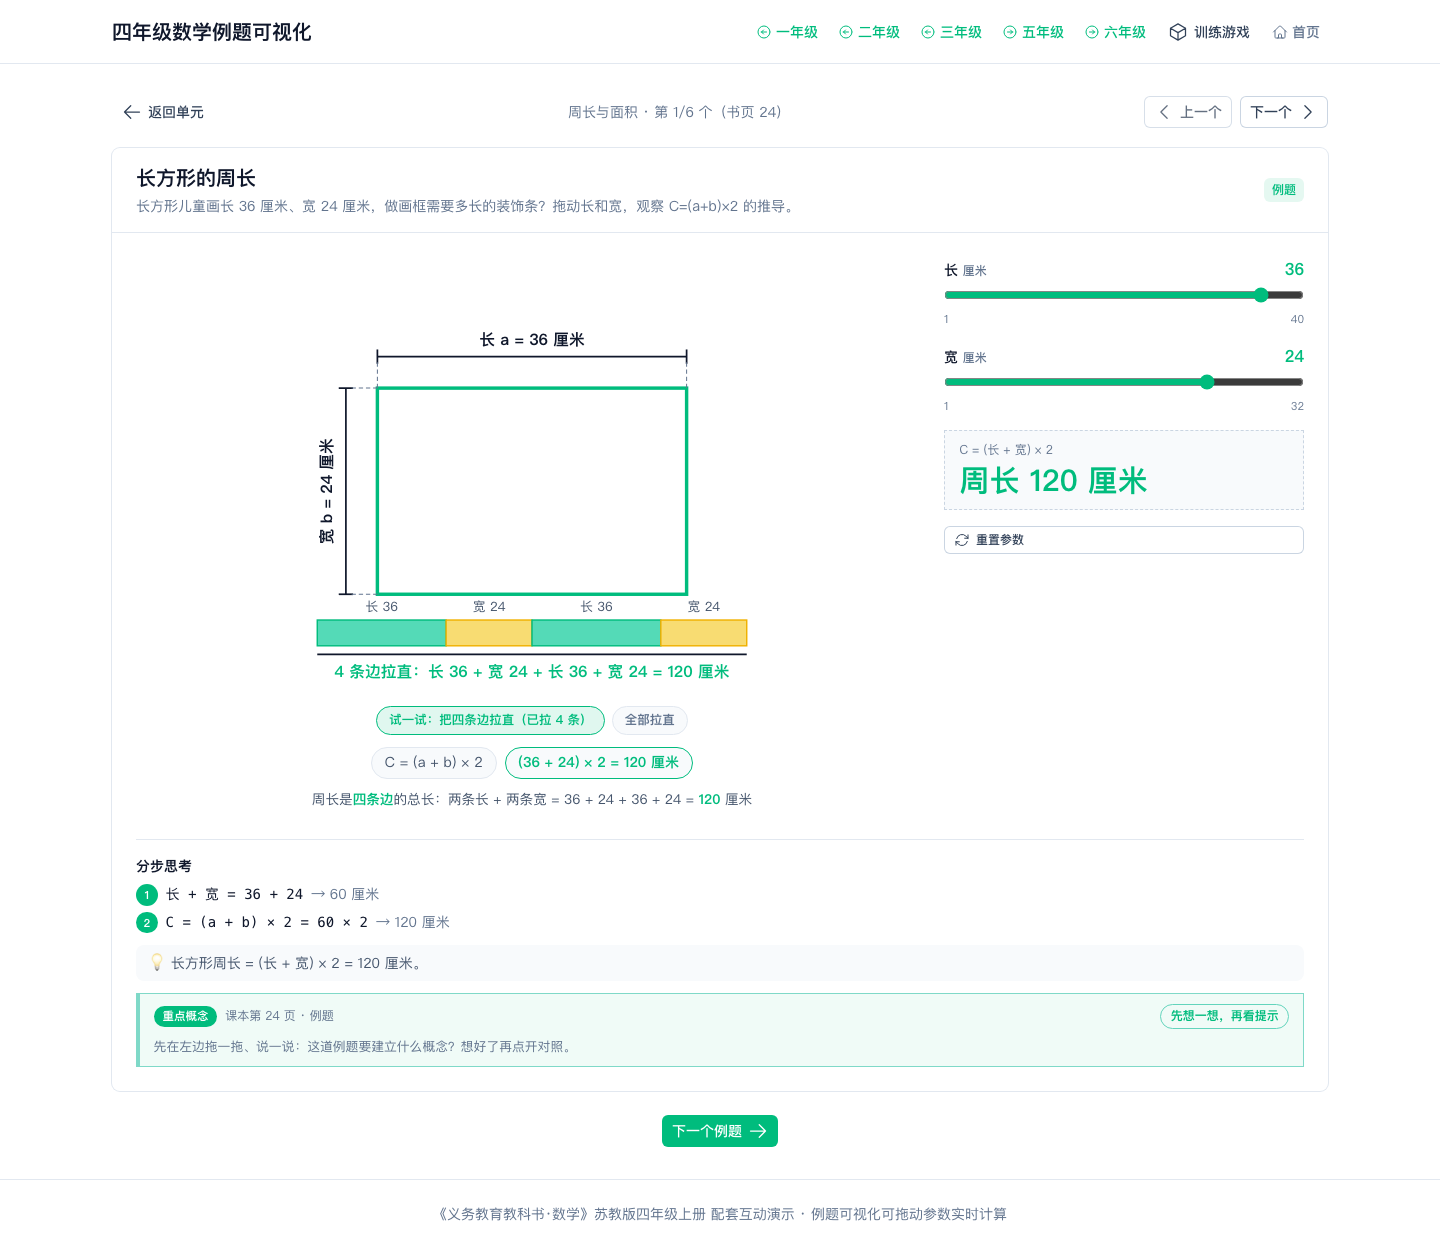 四年级数学例题可视化
一年级 二年级 三年级 五年级 六年级 训练游戏 首页
返回单元
周长与面积 · 第 1/6 个（书页 24）
上一个
下一个
长方形的周长
长方形儿童画长 36 厘米、宽 24 厘米，做画框需要多长的装饰条？拖动长和宽，观察 C=(a+b)×2 的推导。
例题
长 a = 36 厘米
宽 b = 24 厘米
长 36 宽 24 长 36 宽 24
4 条边拉直：长 36 + 宽 24 + 长 36 + 宽 24 = 120 厘米
试一试：把四条边拉直（已拉 4 条）
全部拉直
C = (a + b) × 2
(36 + 24) × 2 = 120 厘米
周长是四条边的总长：两条长 + 两条宽 = 36 + 24 + 36 + 24 = 120 厘米
长 厘米 36
1 40
宽 厘米 24
1 32
C = (长 + 宽) × 2
周长 120 厘米
重置参数
分步思考
1 长 + 宽 = 36 + 24 → 60 厘米
2 C = (a + b) × 2 = 60 × 2 → 120 厘米
长方形周长 = (长 + 宽) × 2 = 120 厘米。
重点概念 课本第 24 页 · 例题
先想一想，再看提示
先在左边拖一拖、说一说：这道例题要建立什么概念？想好了再点开对照。
下一个例题
《义务教育教科书·数学》苏教版四年级上册 配套互动演示 · 例题可视化可拖动参数实时计算